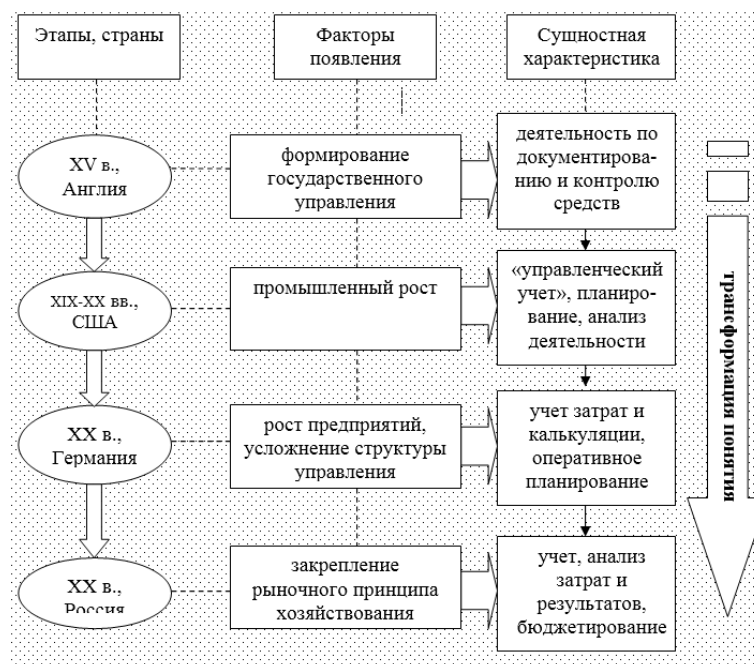 Этапы, страны
Факторы
появления
Сущностная
характеристика
XV в.,
Англия
формирование
государственного
управления
деятельность по
документирова-
нию и контролю
средств
XIX-XX вв.,
США
промышленный рост
«управленческий
учет», планиро-
вание, анализ
деятельности
XX в.,
Германия
рост предприятий,
усложнение структуры
управления
учет затрат и
калькуляции,
оперативное
планирование
XX в.,
Россия
закрепление
рыночного принципа
хозяйствования
учет, анализ
затрат и
результатов,
бюджетирование
трансформация понятия